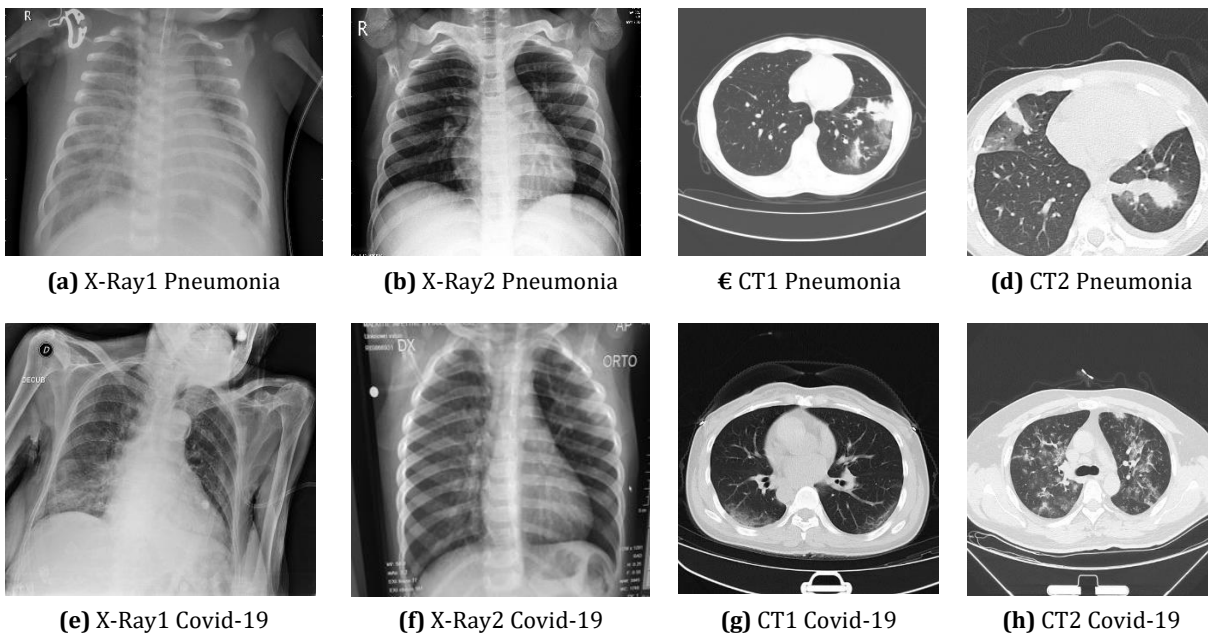 R
R
(a) X-Ray1 Pneumonia
(b) X-Ray2 Pneumonia
€ CT1 Pneumonia
(d) CT2 Pneumonia
D
DECUB
DX
AP
ORTO
(e) X-Ray1 Covid-19
(f) X-Ray2 Covid-19
(g) CT1 Covid-19
(h) CT2 Covid-19